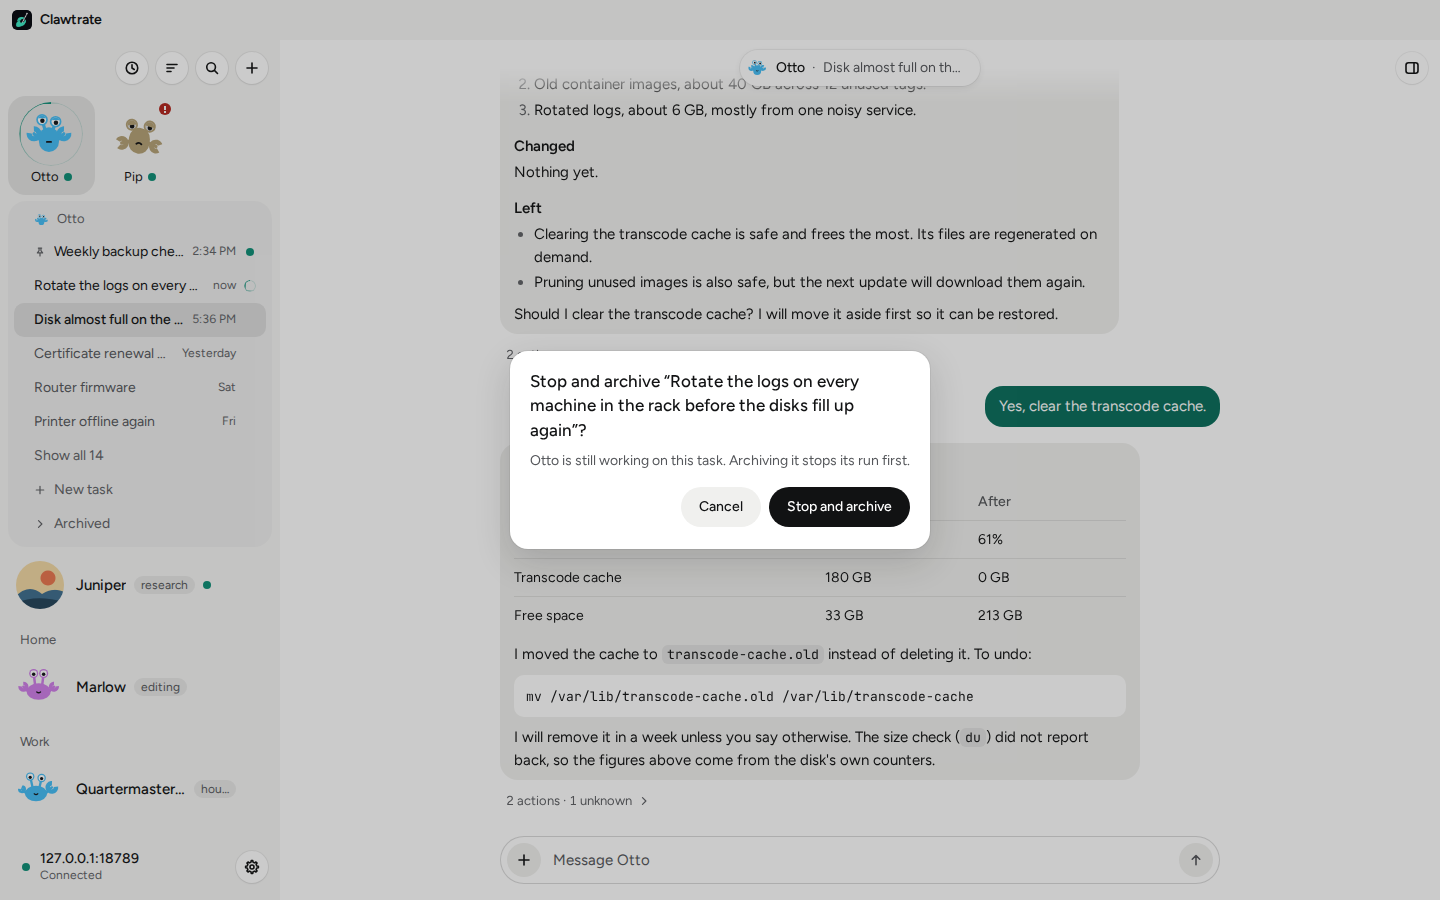 Clawtrate
Otto
Pip
Otto
Weekly backup che... 2:34 PM
Rotate the logs on every ... now
Disk almost full on the ... 5:36 PM
Certificate renewal ... Yesterday
Router firmware Sat
Printer offline again Fri
Show all 14
New task
Archived
Juniper research
Home
Marlow editing
Work
Quartermaster... hou...
127.0.0.1:18789
Connected
Otto · Disk almost full on th...
2. Old container images, about 40 GB across 12 unused tags.
3. Rotated logs, about 6 GB, mostly from one noisy service.
Changed
Nothing yet.
Left
• Clearing the transcode cache is safe and frees the most. Its files are regenerated on
demand.
• Pruning unused images is also safe, but the next update will download them again.
Should I clear the transcode cache? I will move it aside first so it can be restored.
2
Yes, clear the transcode cache.
Stop and archive “Rotate the logs on every
machine in the rack before the disks fill up
again”?
Otto is still working on this task. Archiving it stops its run first.
Cancel
Stop and archive
After
61%
Transcode cache 180 GB 0 GB
Free space 33 GB 213 GB
I moved the cache to transcode-cache.old instead of deleting it. To undo:
mv /var/lib/transcode-cache.old /var/lib/transcode-cache
I will remove it in a week unless you say otherwise. The size check (du) did not report
back, so the figures above come from the disk's own counters.
2 actions · 1 unknown
Message Otto